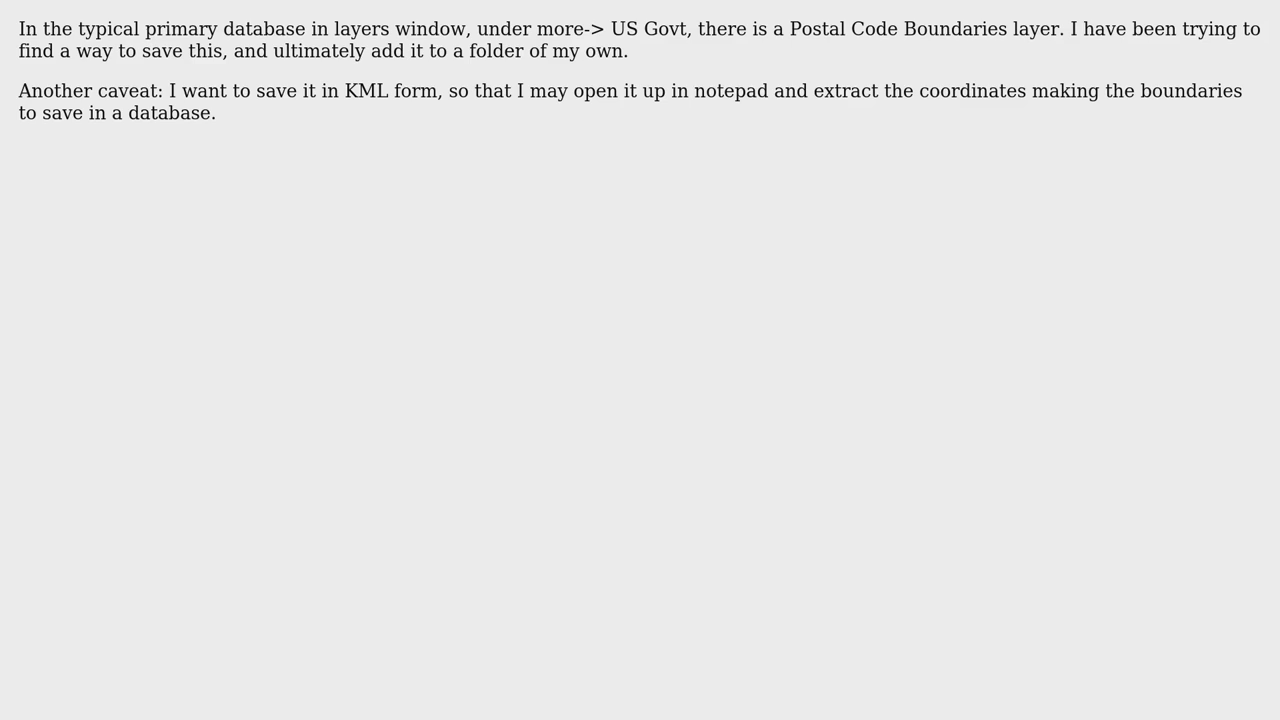 In the typical primary database in layers window, under more-> US Govt, there is a Postal Code Boundaries layer. I have been trying to
find a way to save this, and ultimately add it to a folder of my own.
Another caveat: I want to save it in KML form, so that I may open it up in notepad and extract the coordinates making the boundaries
to save in a database.